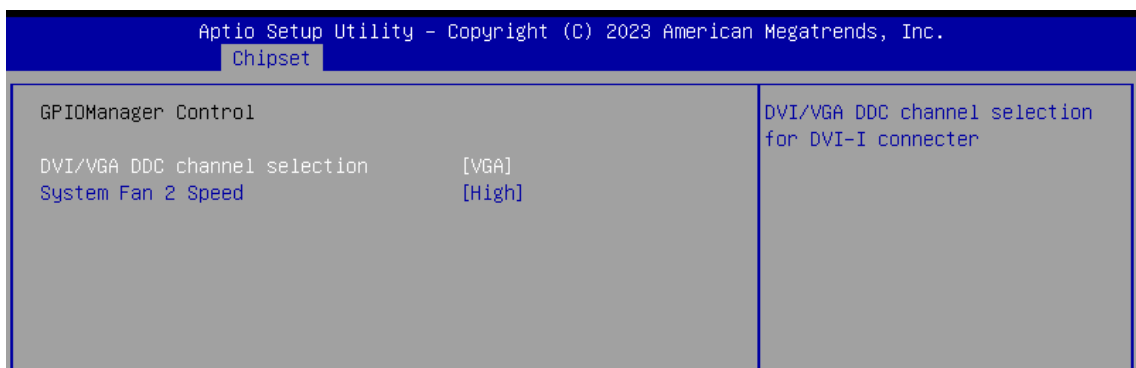 Aptio Setup Utility – Copyright (C) 2023 American Megatrends, Inc.
Chipset
GPIOManager Control
DVI/VGA DDC channel selection [VGA]
System Fan 2 Speed [High]
DVI/VGA DDC channel selection
for DVI-I connecter